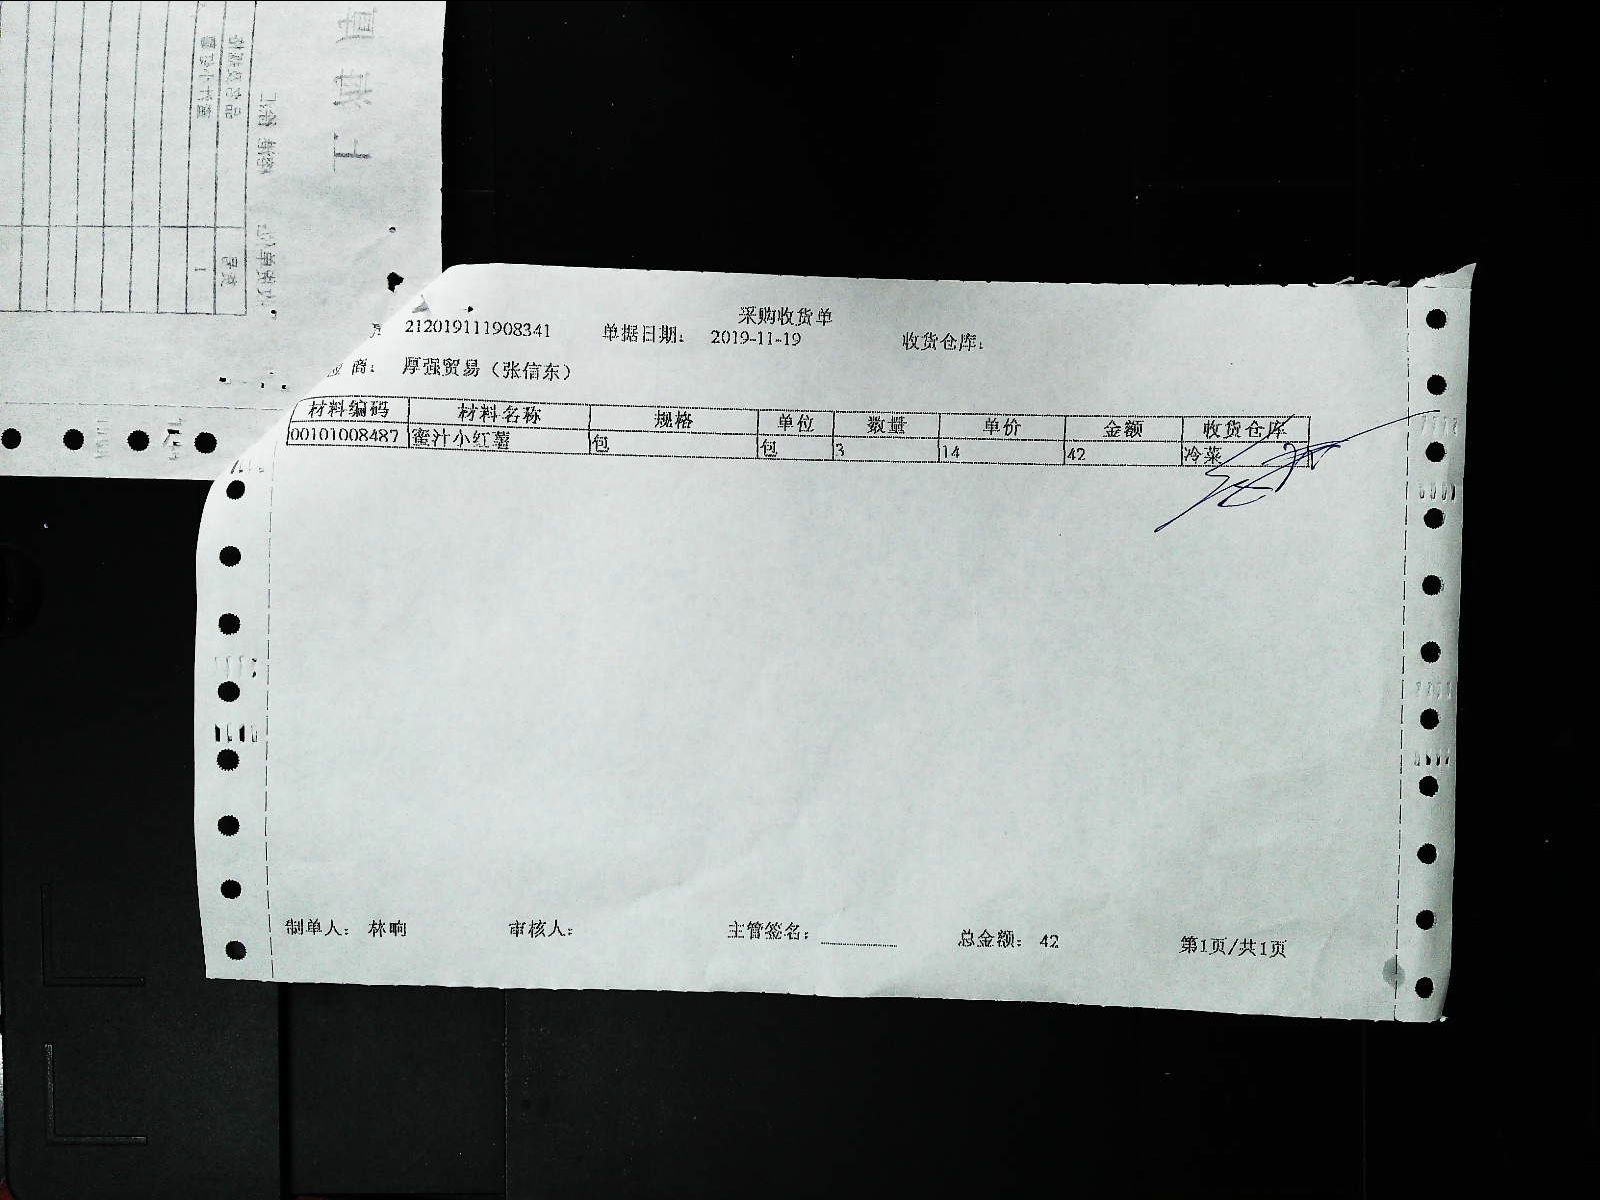 采购收货单
212019111908341 单据日期： 2019-11-19 收货仓库：
商： 厚强贸易（张信东）
材料编码 材料名称 规格 单位 数量 单价 金额 收货仓库
00101008487 蜜汁小红薯 包 包 3 14 42 冷菜
制单人： 林响 审核人： 主管签名： 总金额： 42 第1页/共1页